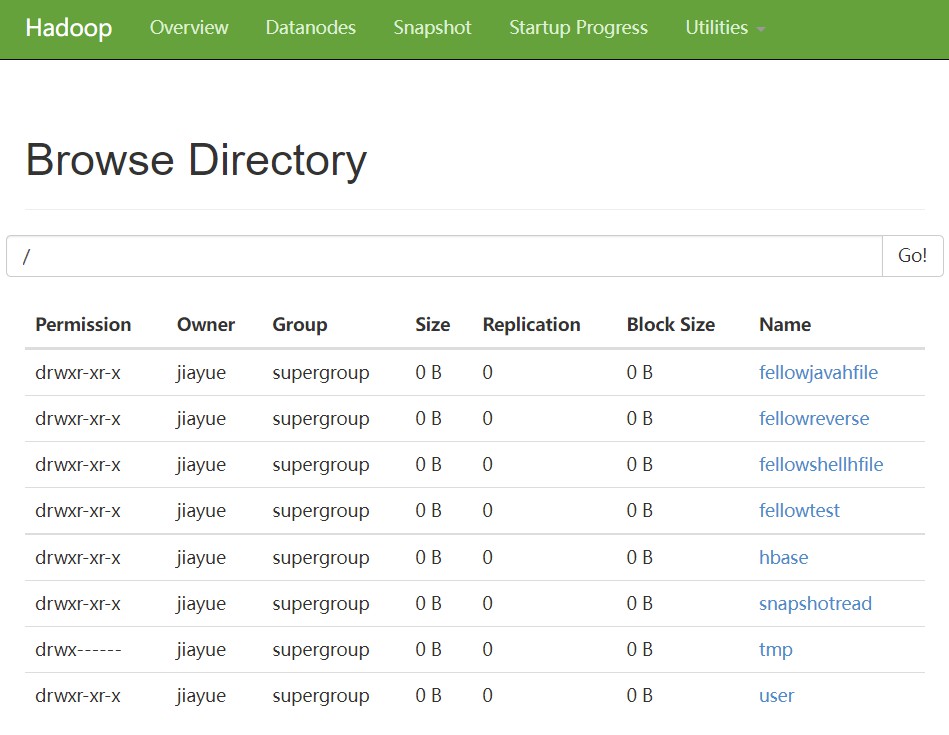 Hadoop Overview Datanodes Snapshot Startup Progress Utilities
Browse Directory
/ Go!
Permission Owner Group Size Replication Block Size Name
drwxr-xr-x jiayue supergroup 0 B 0 0 B fellowjavahfile
drwxr-xr-x jiayue supergroup 0 B 0 0 B fellowreverse
drwxr-xr-x jiayue supergroup 0 B 0 0 B fellowshellhfile
drwxr-xr-x jiayue supergroup 0 B 0 0 B fellowtest
drwxr-xr-x jiayue supergroup 0 B 0 0 B hbase
drwxr-xr-x jiayue supergroup 0 B 0 0 B snapshotread
drwx------ jiayue supergroup 0 B 0 0 B tmp
drwxr-xr-x jiayue supergroup 0 B 0 0 B user